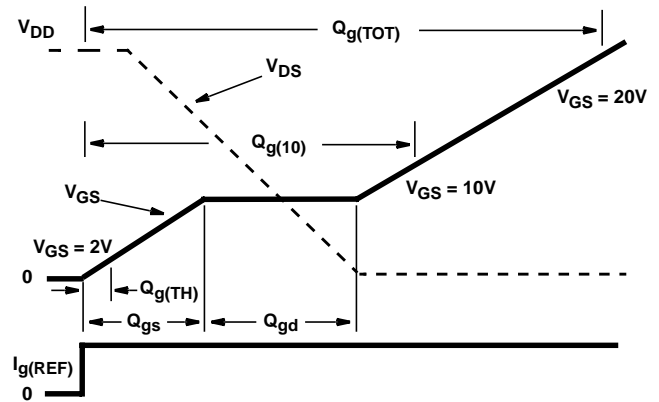 V_DD
Q_g(TOT)
V_DS
V_GS = 20V
Q_g(10)
V_GS
V_GS = 10V
V_GS = 2V
0
Q_g(TH)
Q_gs
Q_gd
I_g(REF)
0